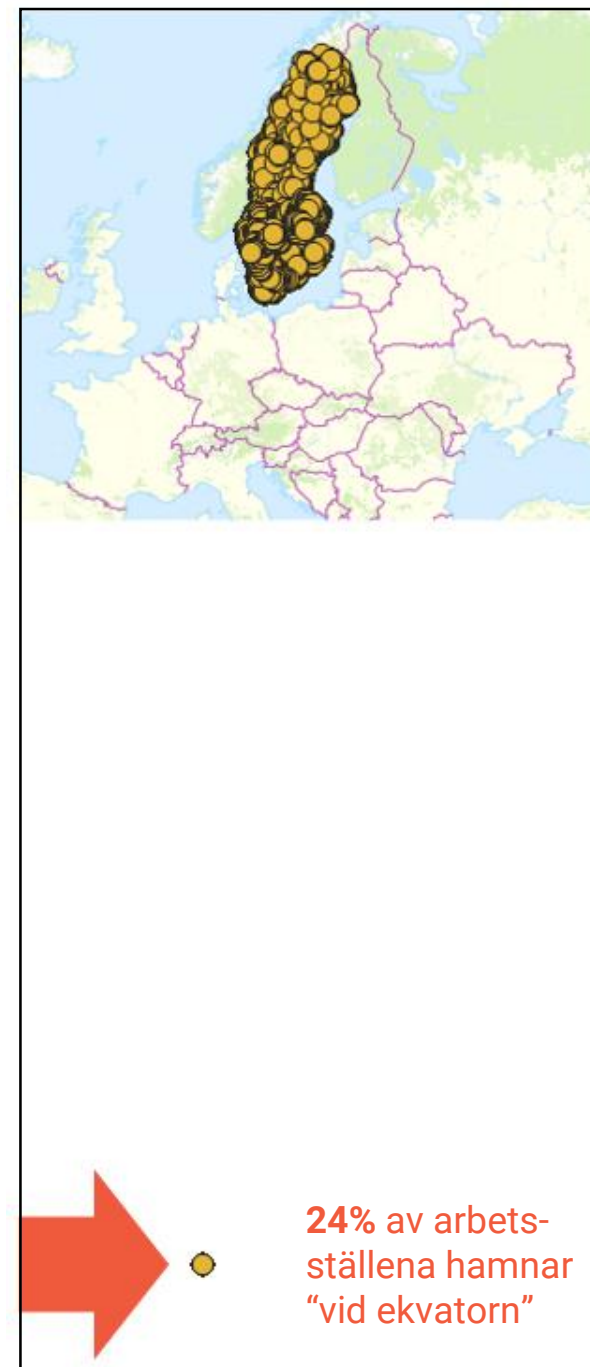 24% av arbets-
ställena hamnar
“vid ekvatorn”